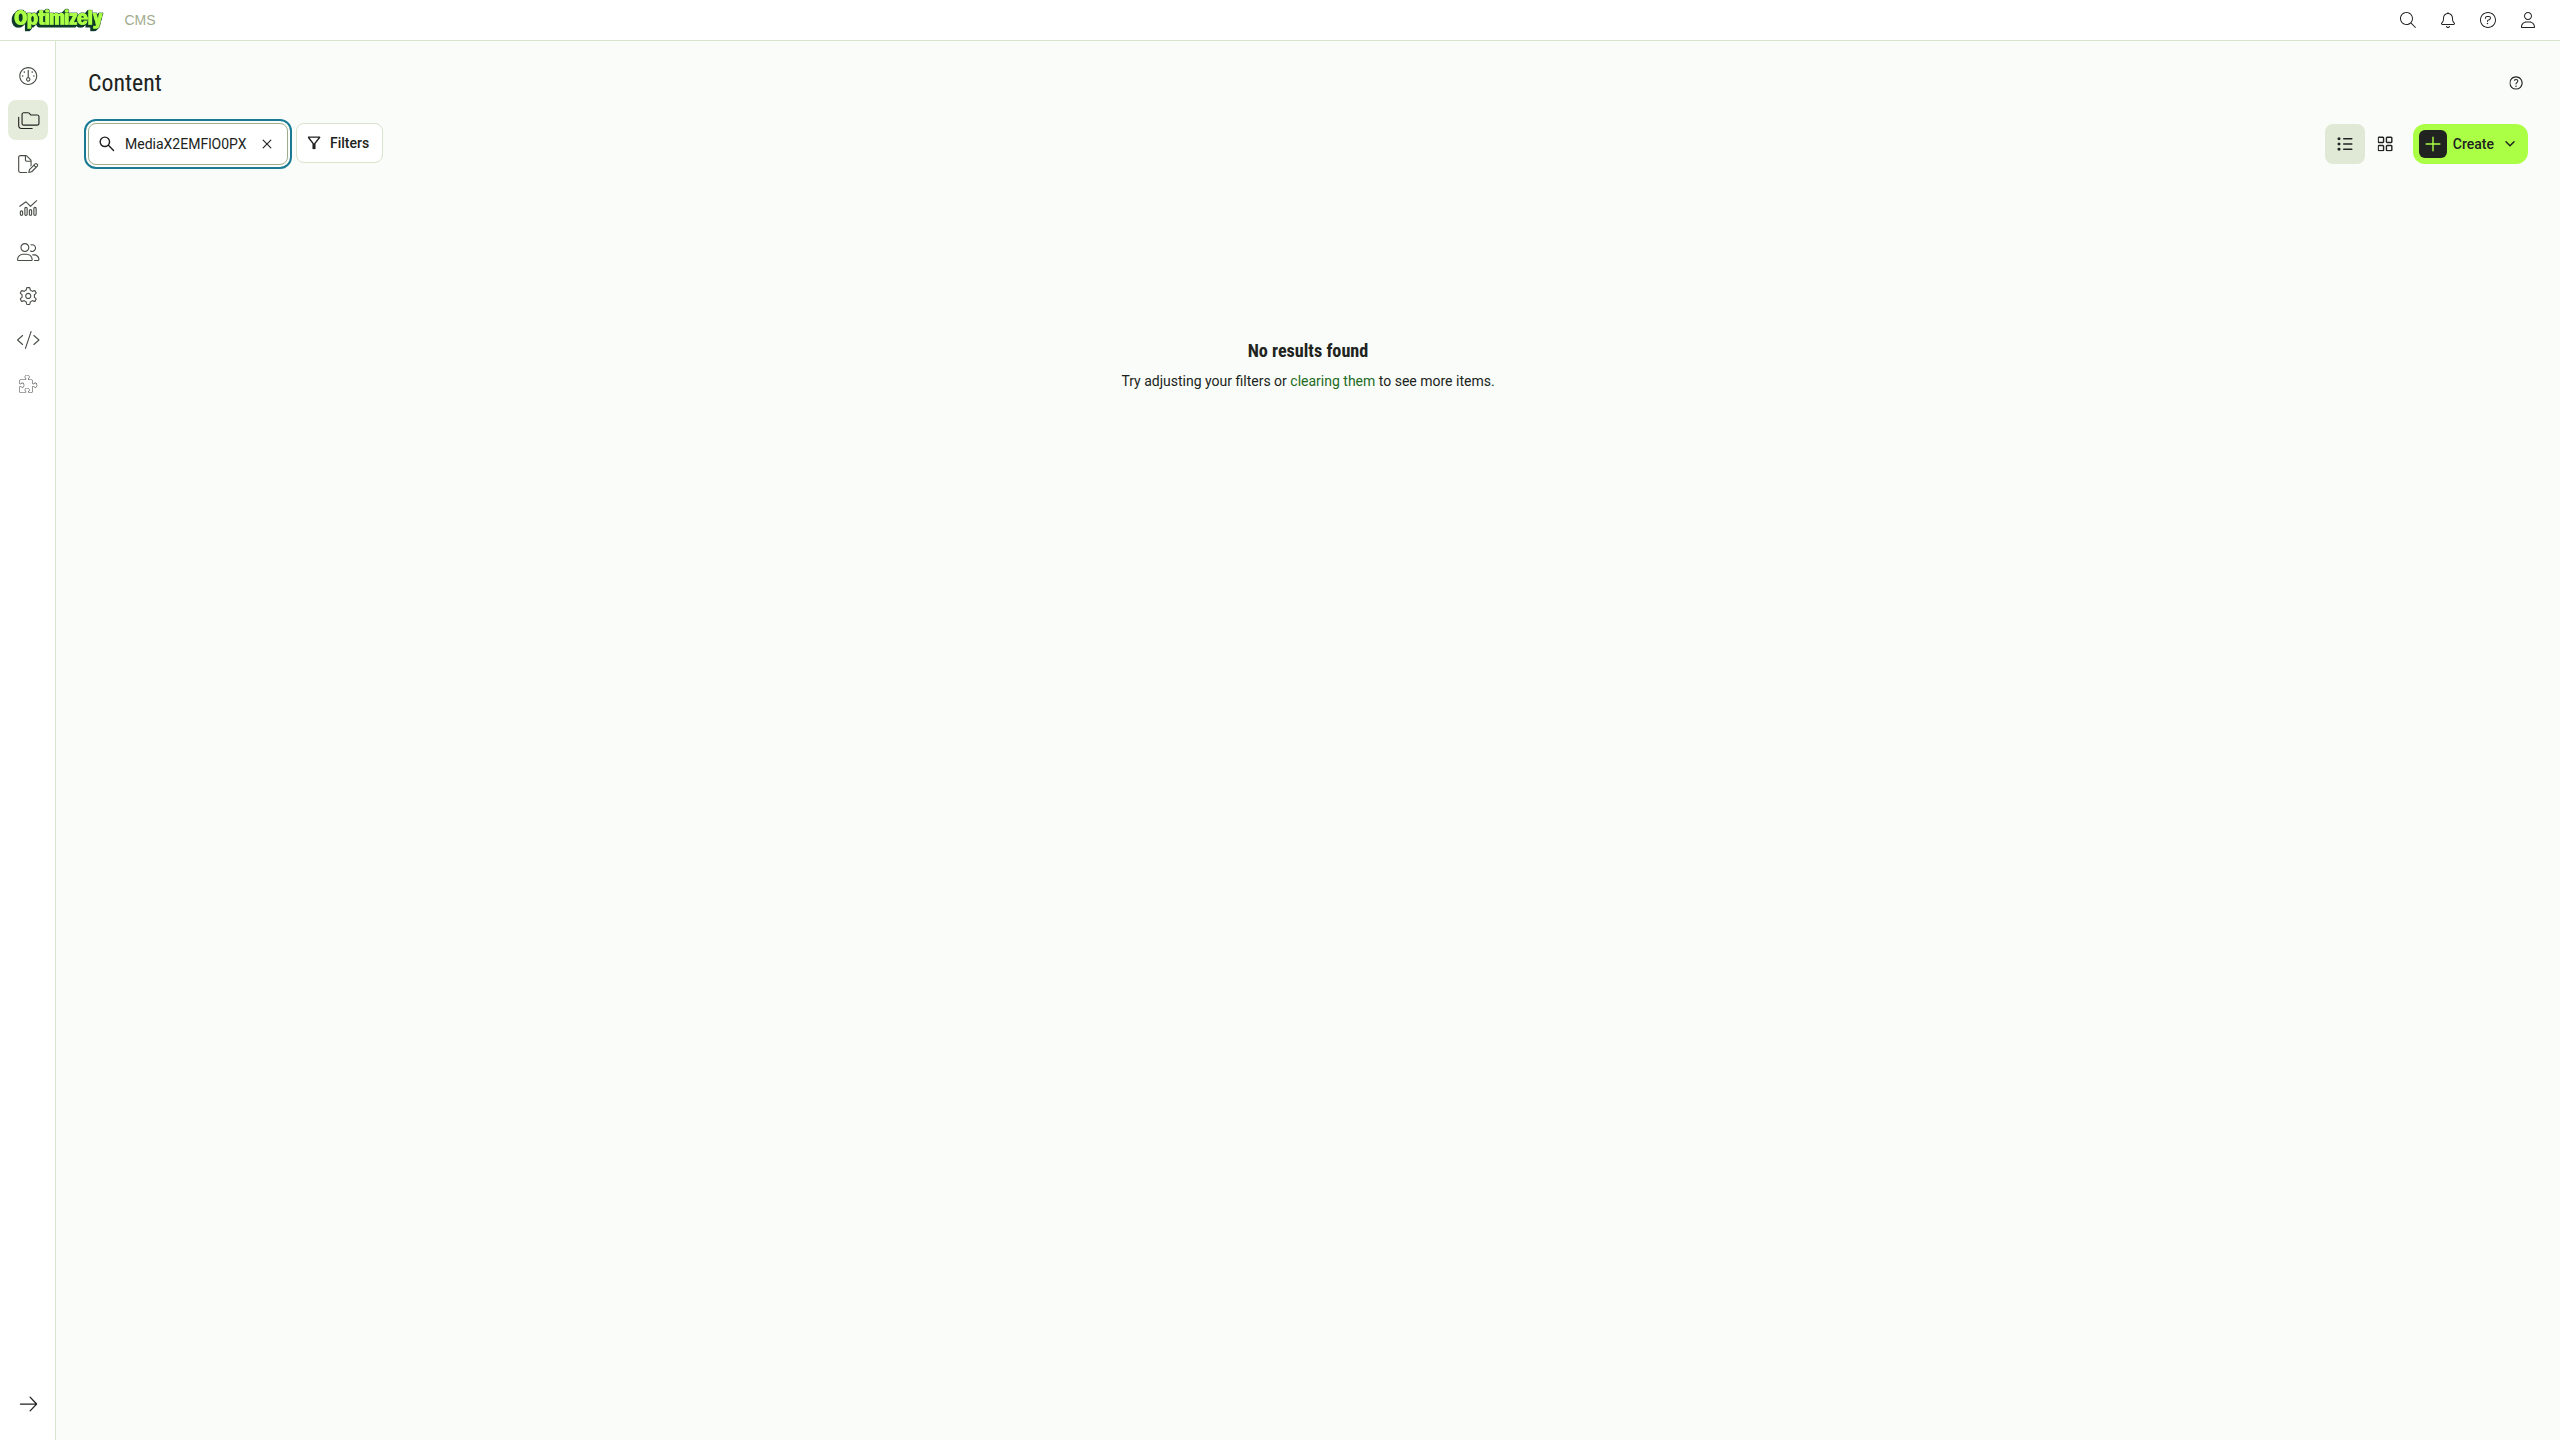 Optimizely CMS
Content
MediaX2EMFIO0PX
Filters
Create
No results found
Try adjusting your filters or clearing them to see more items.